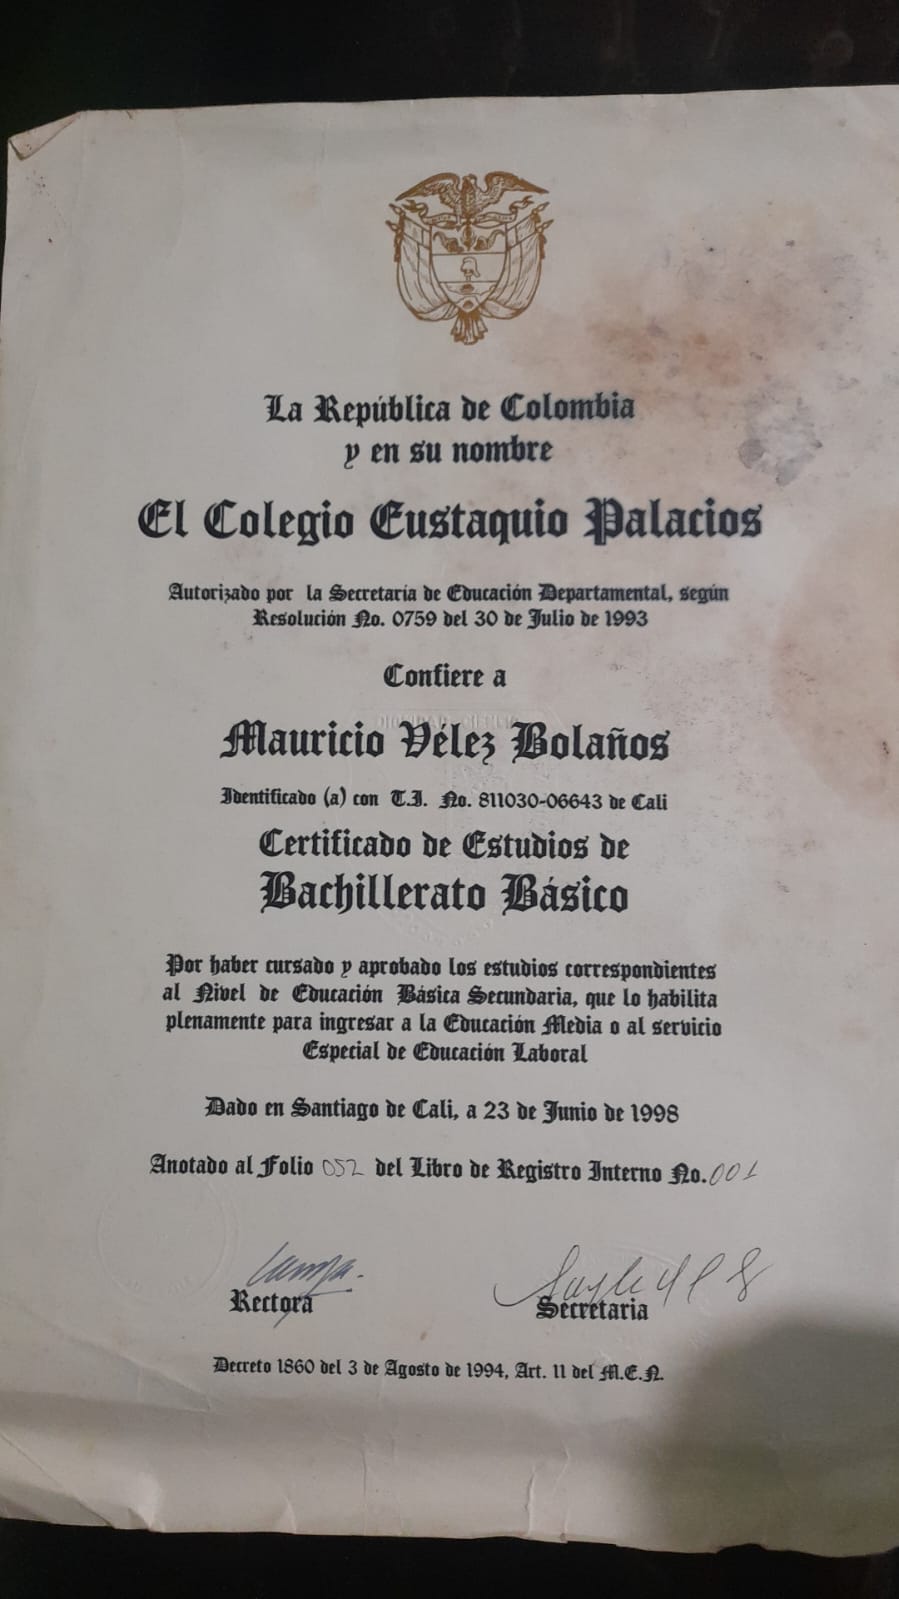 La República de Colombia
y en su nombre
El Colegio Eustaquio Palacios
Autorizado por la Secretaría de Educación Departamental, según
Resolución No. 0759 del 30 de Julio de 1993
Confiere a
Mauricio Vélez Bolaños
Identificado (a) con T.I. No. 811030-06643 de Cali
Certificado de Estudios de
Bachillerato Básico
Por haber cursado y aprobado los estudios correspondientes
al Nivel de Educación Básica Secundaria, que lo habilita
plenamente para ingresar a la Educación Media o al servicio
Especial de Educación Laboral
Dado en Santiago de Cali, a 23 de Junio de 1998
Anotado al Folio 052 del Libro de Registro Interno No. 001
Rectora
Secretaria
Decreto 1860 del 3 de Agosto de 1994, Art. 11 del M.E.N.